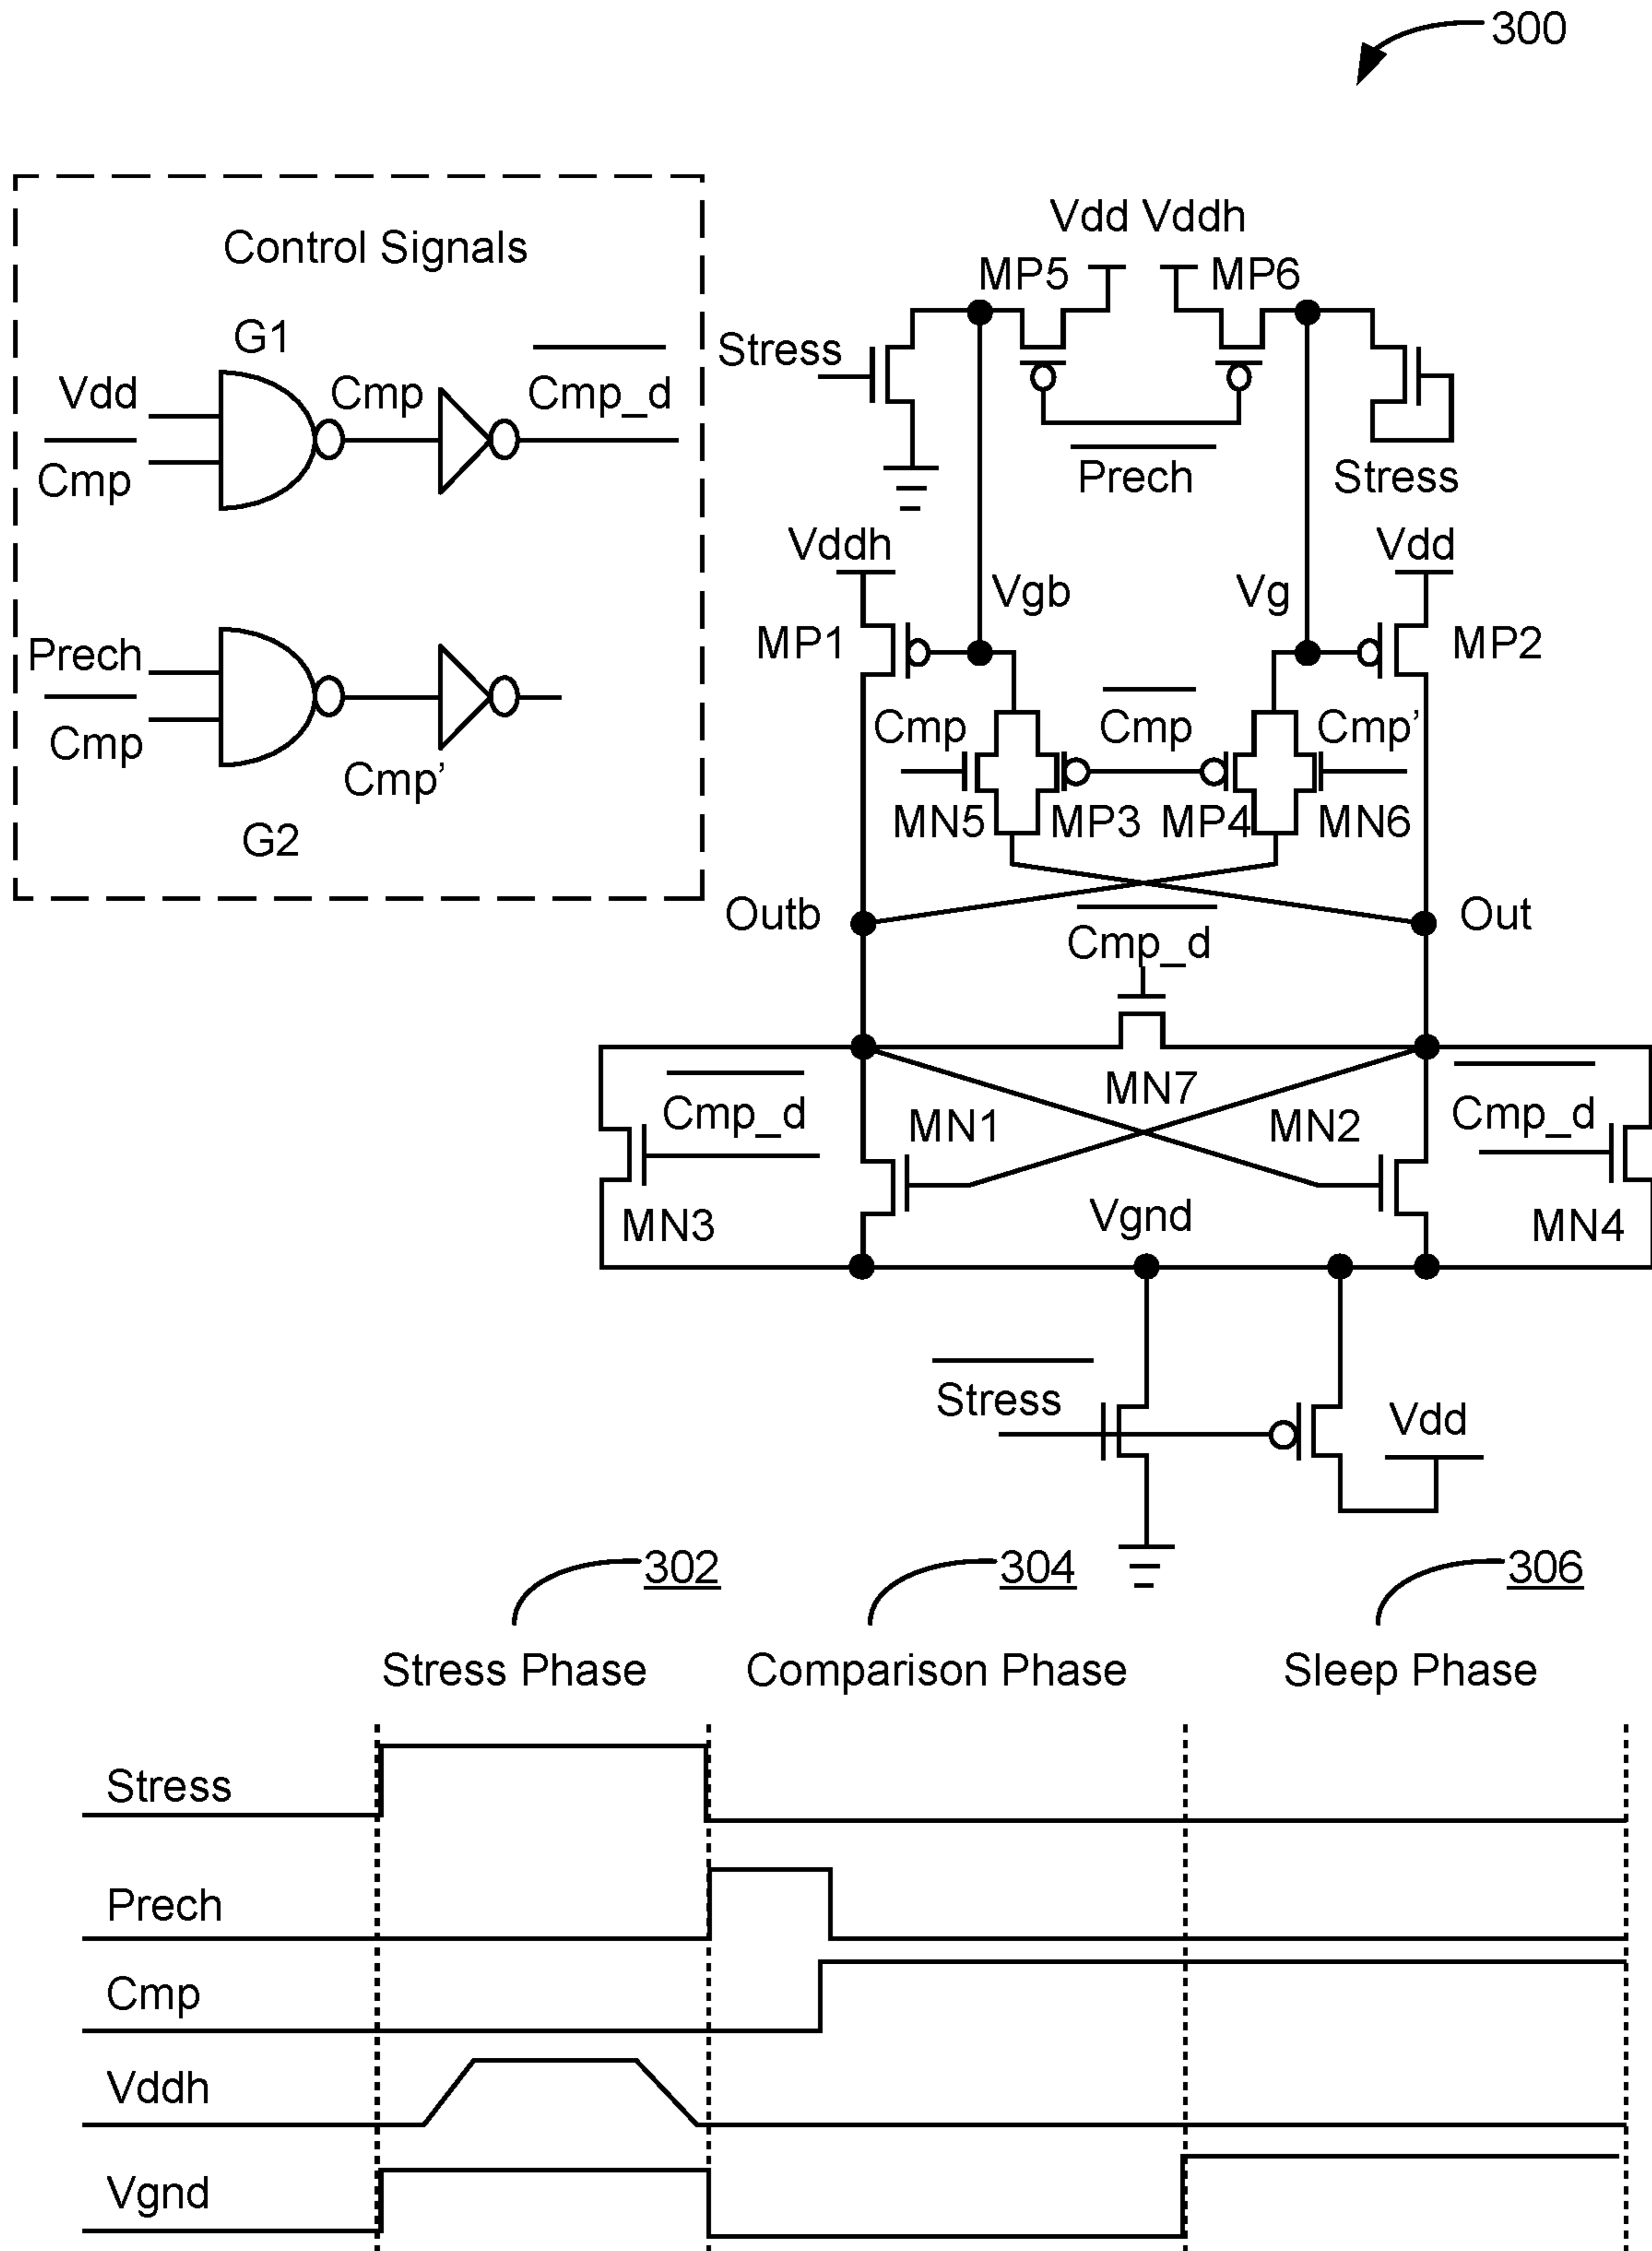 300
Control Signals
G1
Vdd
Cmp
Cmp
Cmp_d
Prech
Cmp
Cmp'
G2
Vdd Vddh
MP5
MP6
Stress
Prech
Stress
Vddh
Vdd
Vgb
Vg
MP1
MP2
Cmp
Cmp
Cmp'
MN5
MP3
MP4
MN6
Outb
Out
Cmp_d
MN7
Cmp_d
MN1
MN2
Cmp_d
MN3
Vgnd
MN4
Stress
Vdd
302
304
306
Stress Phase
Comparison Phase
Sleep Phase
Stress
Prech
Cmp
Vddh
Vgnd